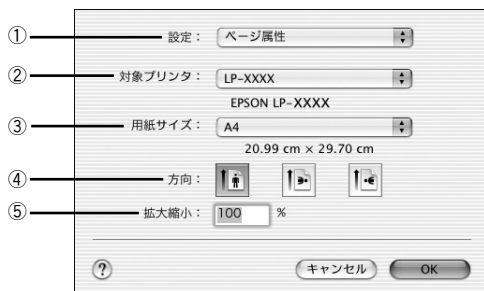 ① 設定： ページ属性
② 対象プリンタ： LP-XXXX
EPSON LP-XXXX
③ 用紙サイズ： A4
20.99 cm × 29.70 cm
④ 方向：
⑤ 拡大縮小： 100 %
? キャンセル OK